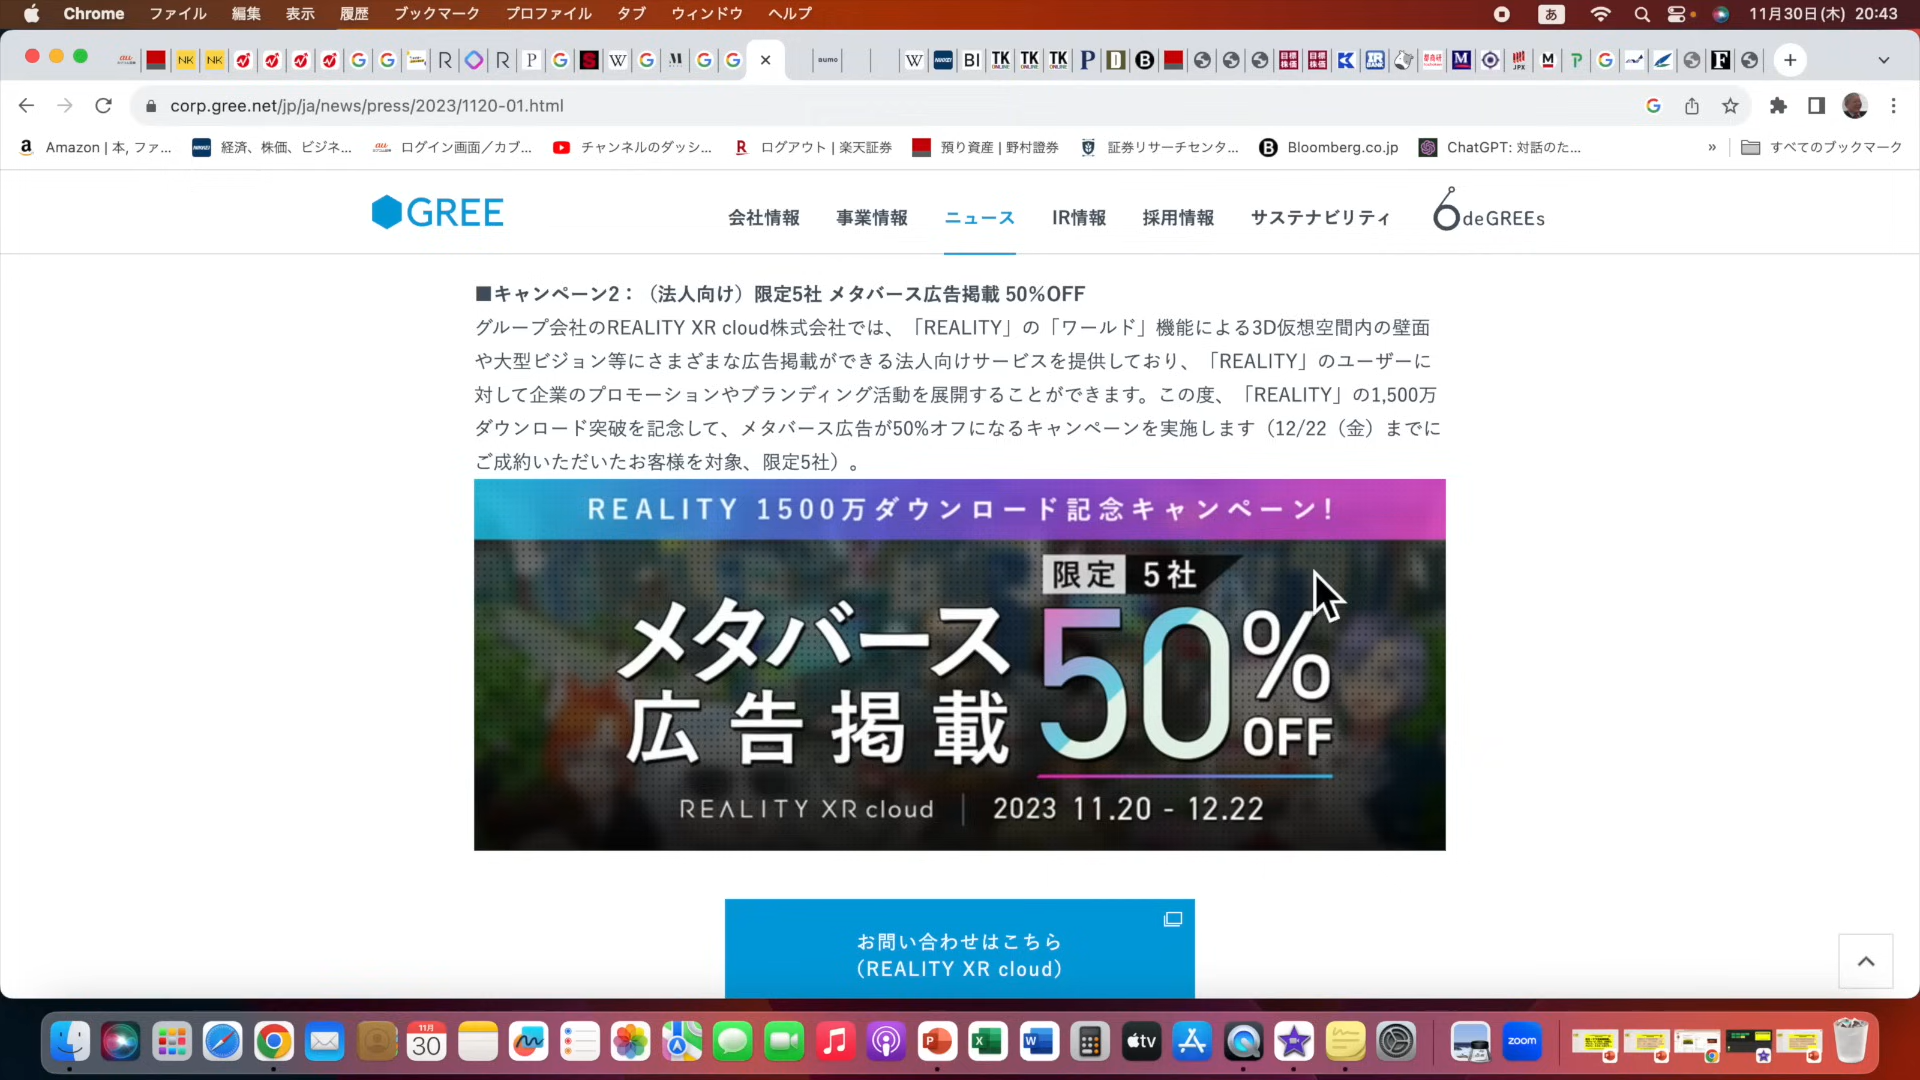 Chrome ファイル 編集 表示 履歴 ブックマーク プロファイル タブ ウィンドウ ヘルプ あ 11月30日(木) 20:43
corp.gree.net/jp/ja/news/press/2023/1120-01.html
Amazon | 本, ファ... 経済、株価、ビジネ... ログイン画面／カブ... チャンネルのダッシ... ログアウト | 楽天証券 預り資産 | 野村證券 証券リサーチセンタ... Bloomberg.co.jp ChatGPT: 対話のた... » すべてのブックマーク
GREE 会社情報 事業情報 ニュース IR情報 採用情報 サステナビリティ 6deGREEs
■キャンペーン2：（法人向け）限定5社 メタバース広告掲載 50%OFF
グループ会社のREALITY XR cloud株式会社では、「REALITY」の「ワールド」機能による3D仮想空間内の壁面
や大型ビジョン等にさまざまな広告掲載ができる法人向けサービスを提供しており、「REALITY」のユーザーに
対して企業のプロモーションやブランディング活動を展開することができます。この度、「REALITY」の1,500万
ダウンロード突破を記念して、メタバース広告が50%オフになるキャンペーンを実施します（12/22（金）までに
ご成約いただいたお客様を対象、限定5社）。
REALITY 1500万ダウンロード記念キャンペーン!
限定 5社
メタバース
広告掲載
50%
OFF
REALITY XR cloud | 2023 11.20 - 12.22
お問い合わせはこちら
（REALITY XR cloud）
11月
30
tv
zoom